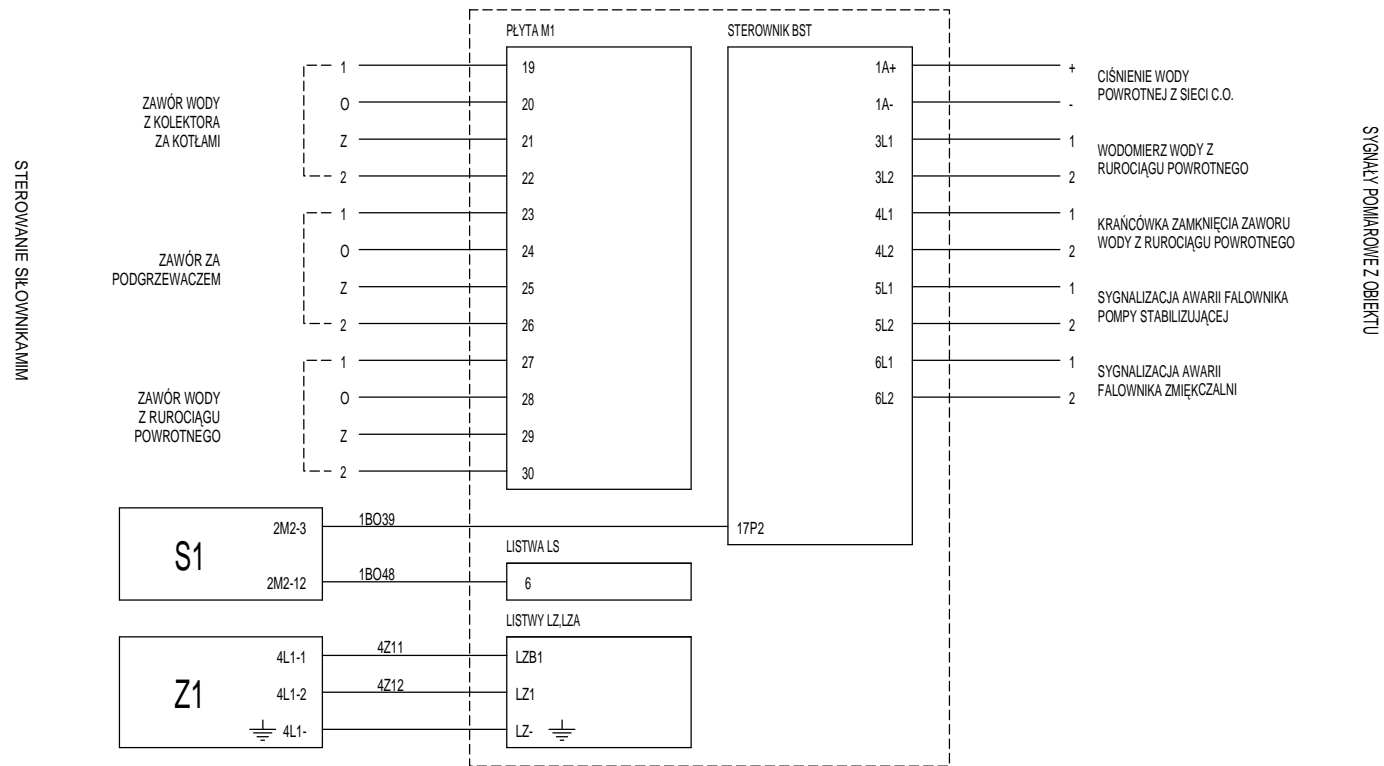 PŁYTA M1
STEROWNIK BST
STEROWANIE SIŁOWNIKAMIM
ZAWÓR WODY
Z KOLEKTORA
ZA KOTŁAMI
1
O
Z
2
19
20
21
22
ZAWÓR ZA
PODGRZEWACZEM
1
O
Z
2
23
24
25
26
ZAWÓR WODY
Z RUROCIĄGU
POWROTNEGO
1
O
Z
2
27
28
29
30
1A+
1A-
3L1
3L2
4L1
4L2
5L1
5L2
6L1
6L2
17P2
+
-
CIŚNIENIE WODY
POWROTNEJ Z SIECI C.O.
1
2
WODOMIERZ WODY Z
RUROCIĄGU POWROTNEGO
1
2
KRAŃCÓWKA ZAMKNIĘCIA ZAWORU
WODY Z RUROCIĄGU POWROTNEGO
1
2
SYGNALIZACJA AWARII FALOWNIKA
POMPY STABILIZUJĄCEJ
1
2
SYGNALIZACJA AWARII
FALOWNIKA ZMIĘKCZALNI
SYGNAŁY POMIAROWE Z OBIEKTU
S1
2M2-3
1BO39
2M2-12
1BO48
LISTWA LS
6
LISTWY LZ,LZA
Z1
4L1-1
4Z11
LZB1
4L1-2
4Z12
LZ1
4L1-
LZ-